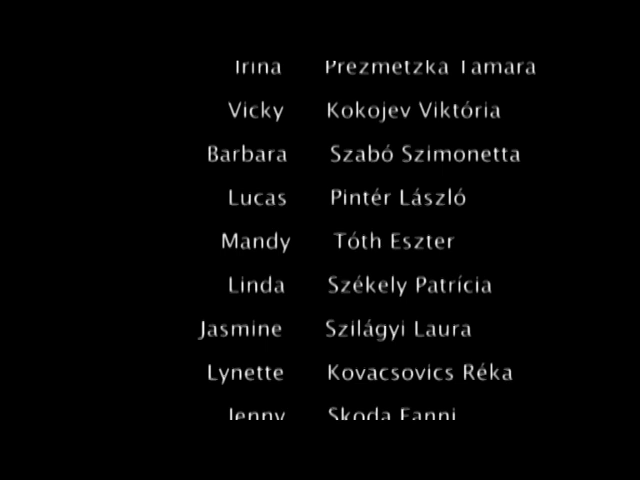 Irina Prezmetzka Tamara
Vicky Kokojev Viktória
Barbara Szabó Szimonetta
Lucas Pintér László
Mandy Tóth Eszter
Linda Székely Patrícia
Jasmine Szilágyi Laura
Lynette Kovacsovics Réka
Jenny Skoda Fanni